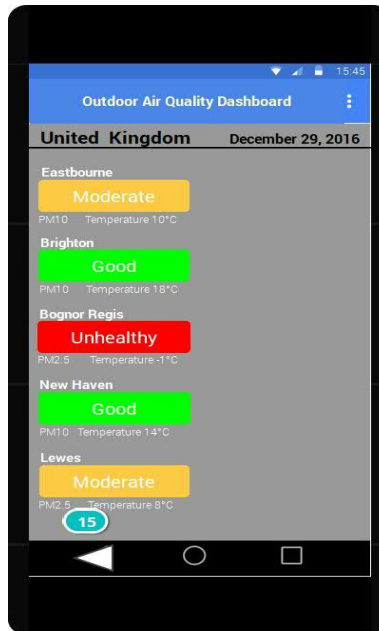 15:45
Outdoor Air Quality Dashboard
United Kingdom December 29, 2016
Eastbourne
Moderate
PM10 Temperature 10°C
Brighton
Good
PM10 Temperature 18°C
Bognor Regis
Unhealthy
PM2.5 Temperature -1°C
New Haven
Good
PM10 Temperature 14°C
Lewes
Moderate
PM2.5 Temperature 8°C
15